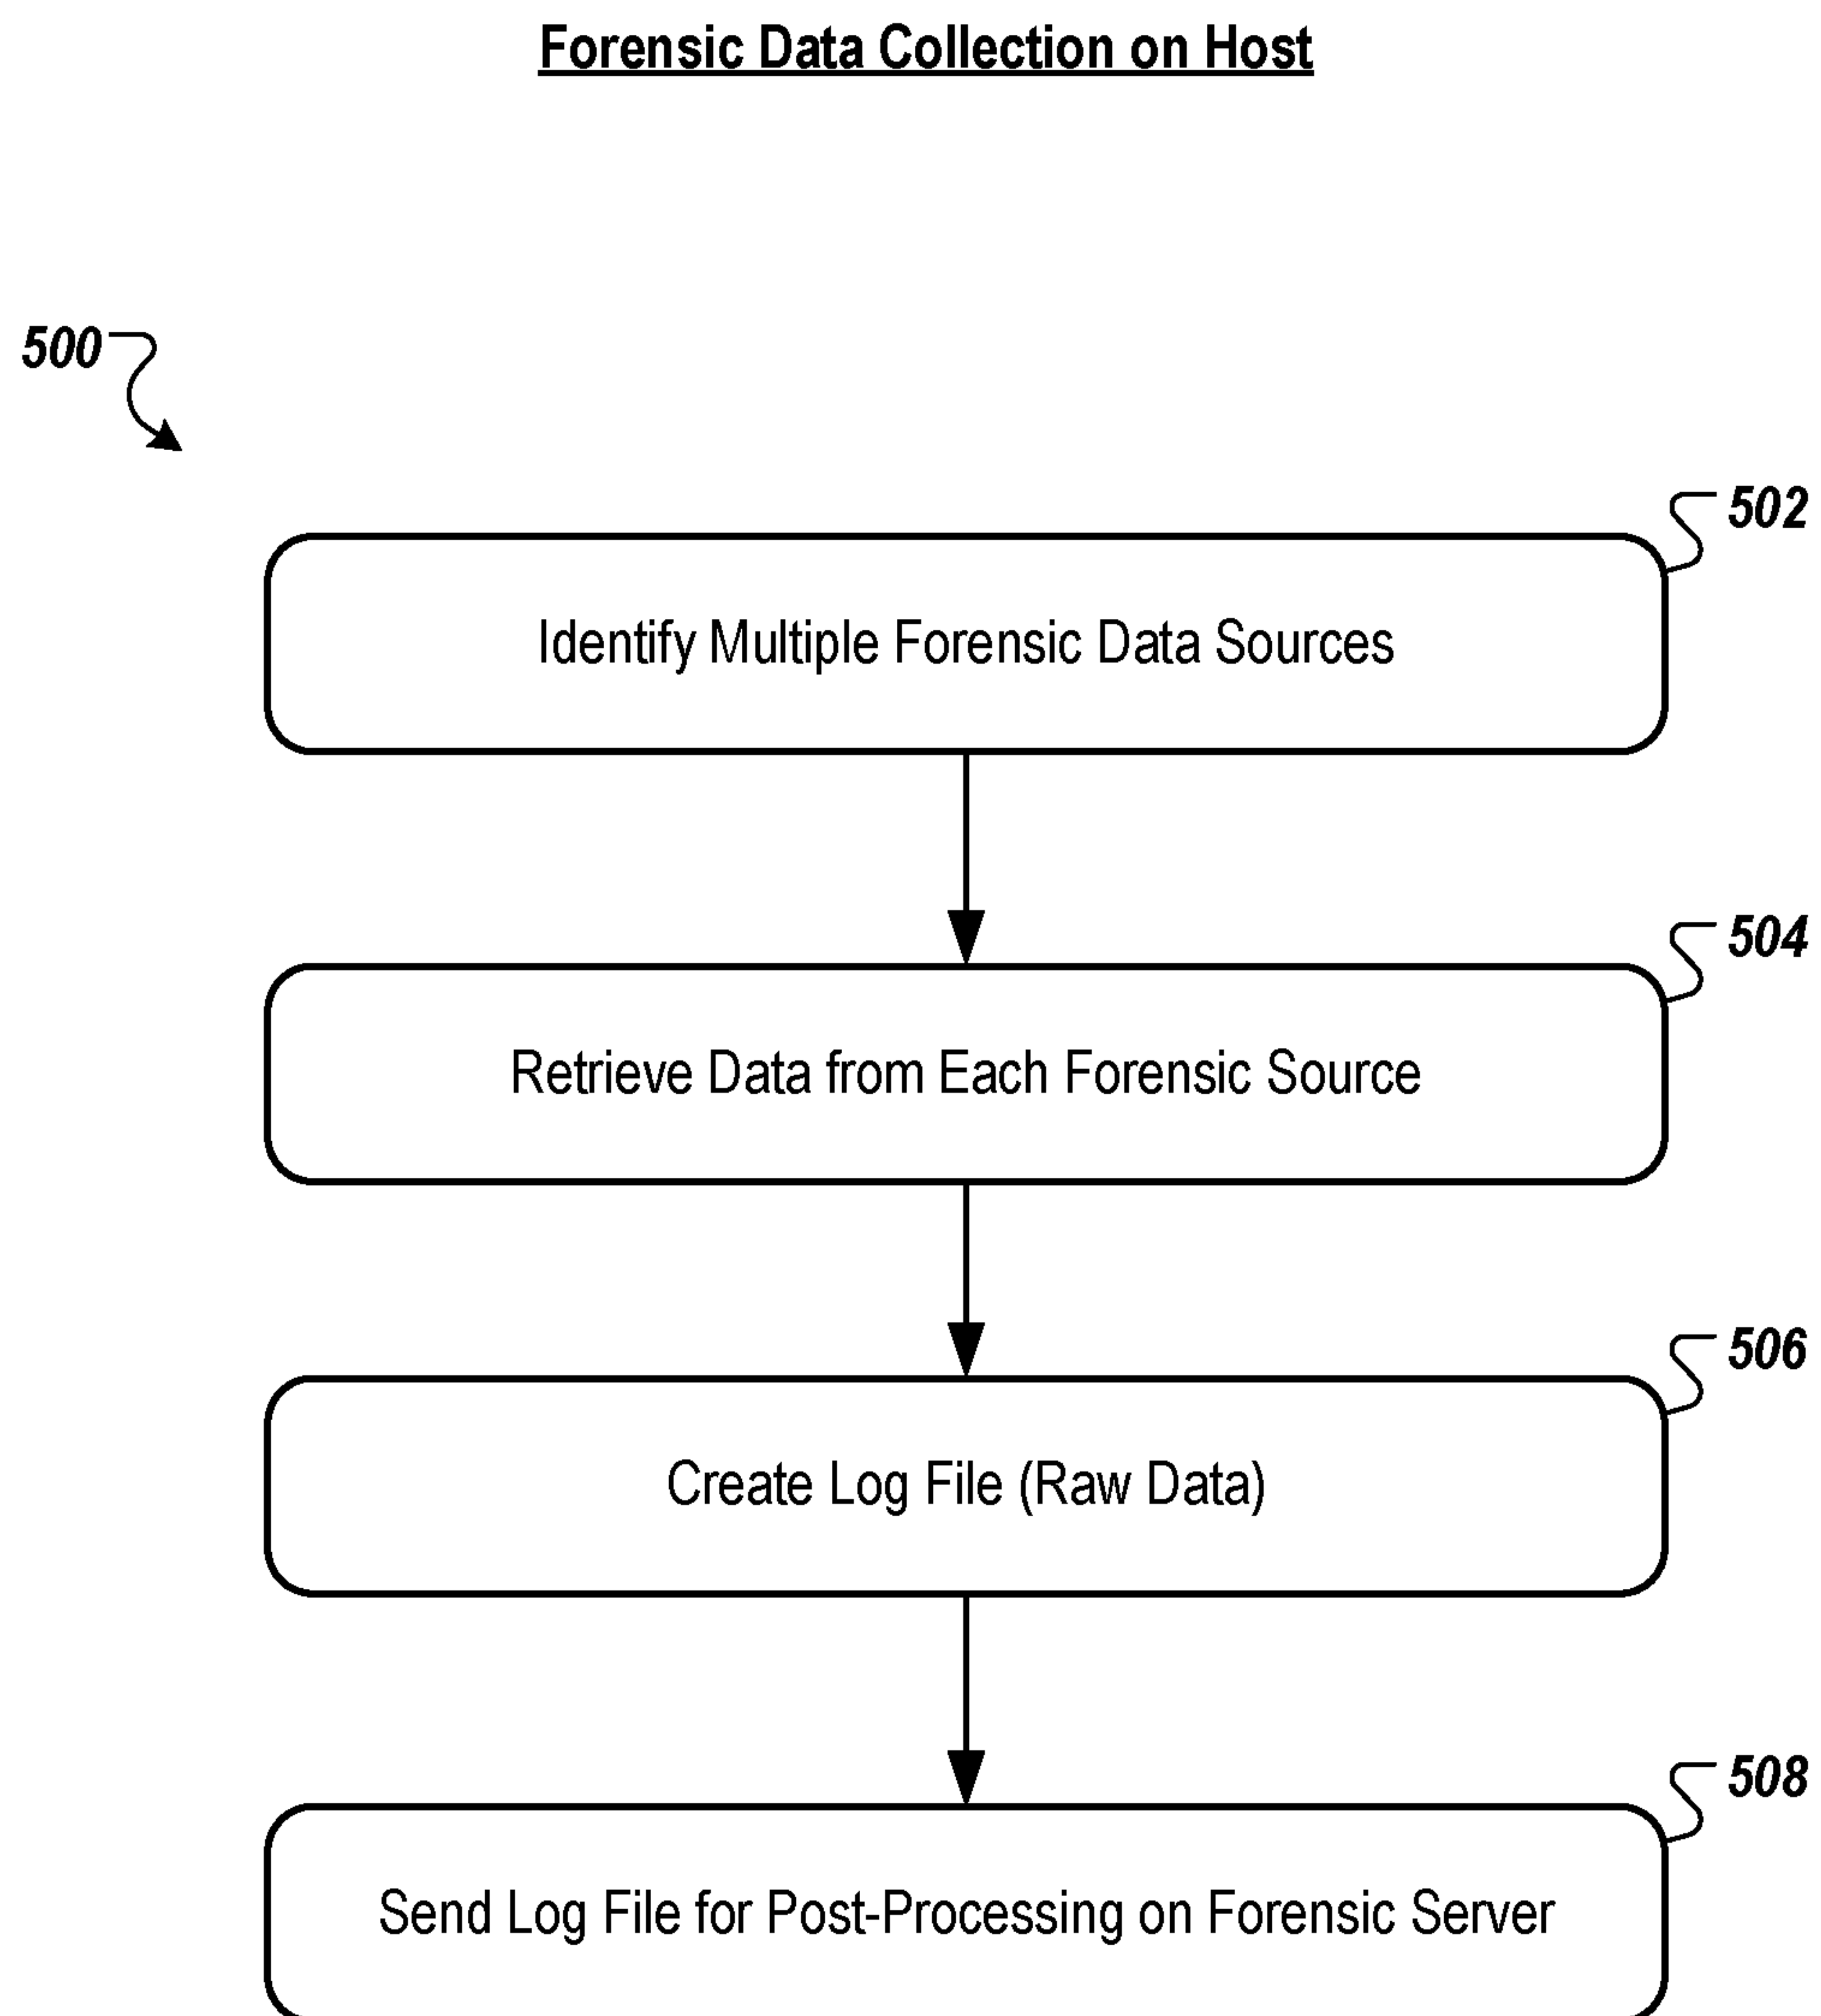 Forensic Data Collection on Host
500
502
Identify Multiple Forensic Data Sources
504
Retrieve Data from Each Forensic Source
506
Create Log File (Raw Data)
508
Send Log File for Post-Processing on Forensic Server